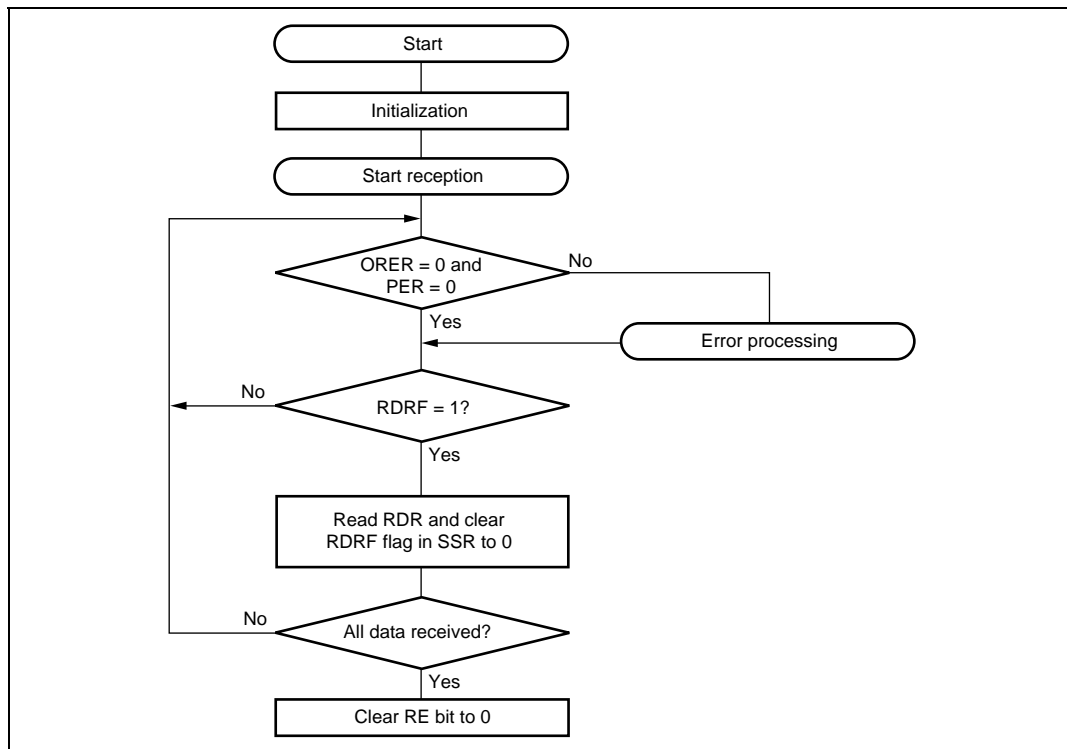 Start
Initialization
Start reception
ORER = 0 and
PER = 0
No
Yes
Error processing
No
RDRF = 1?
Yes
Read RDR and clear
RDRF flag in SSR to 0
No
All data received?
Yes
Clear RE bit to 0